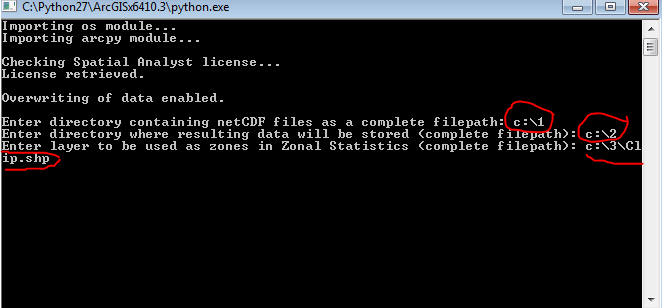 C:\Python27\ArcGISx6410.3\python.exe
Importing os module...
Importing arcpy module...
Checking Spatial Analyst license...
License retrieved.
Overwriting of data enabled.
Enter directory containing netCDF files as a complete filepath: c:\1
Enter directory where resulting data will be stored (complete filepath): c:\2
Enter layer to be used as zones in Zonal Statistics (complete filepath): c:\3\Cl
ip.shp